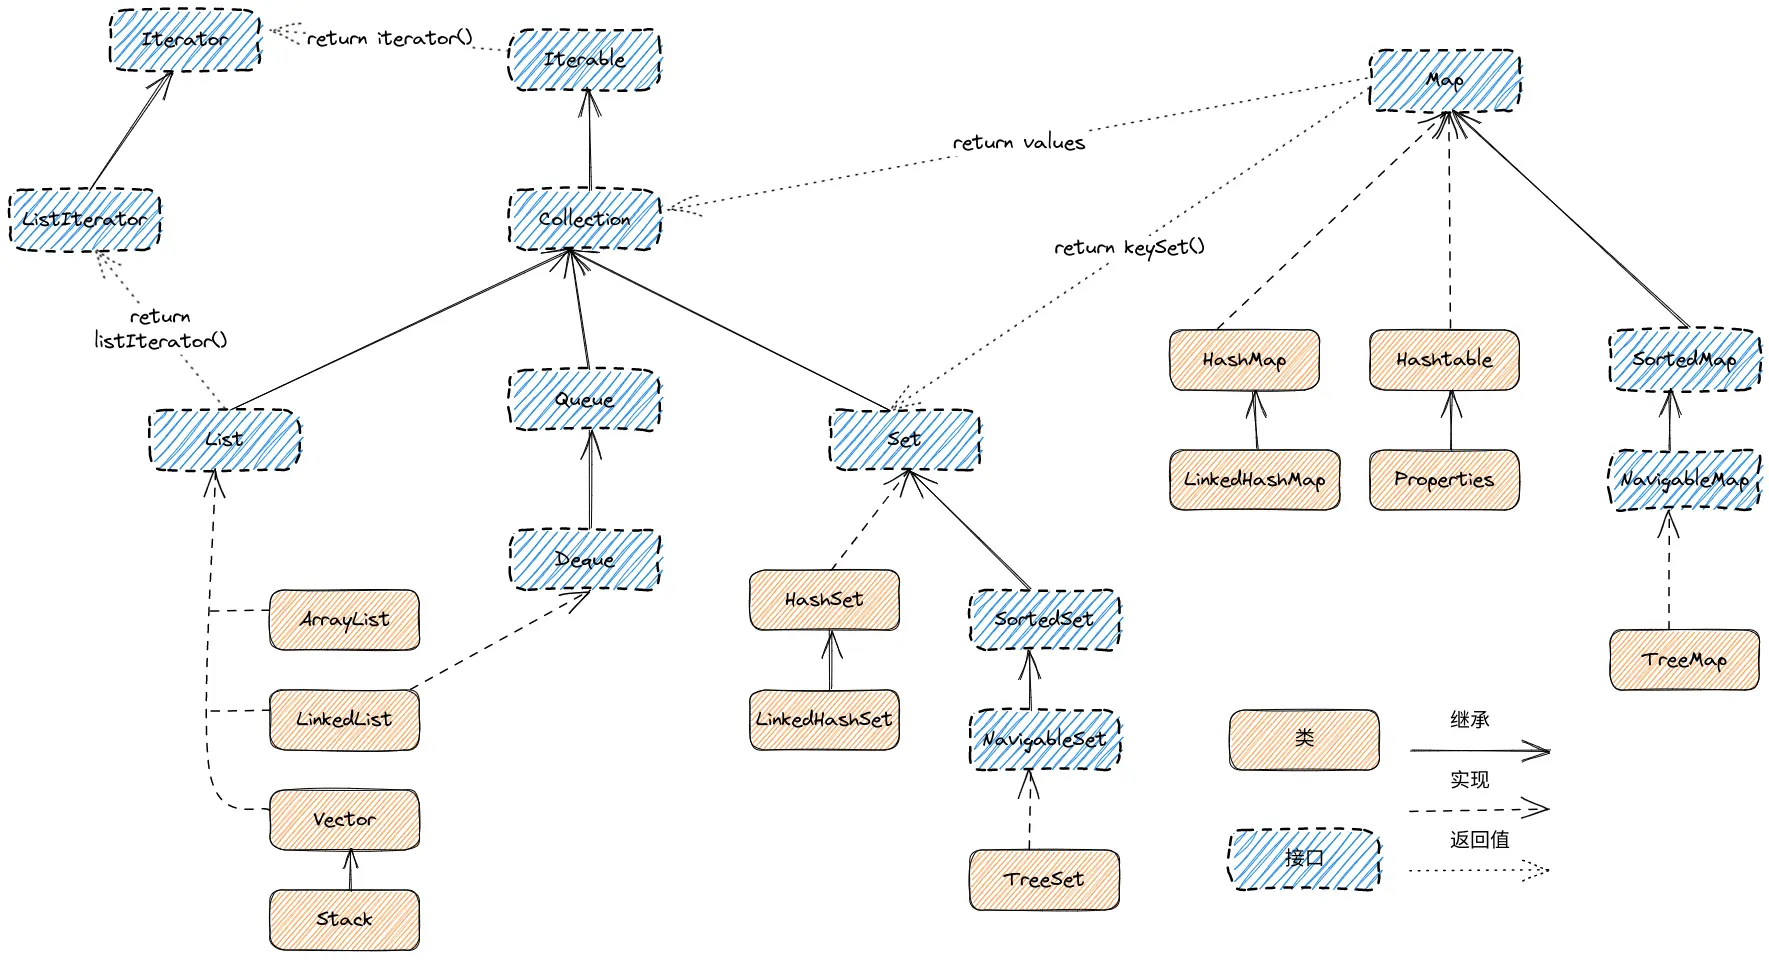 Iterator
return iterator()
Iterable
Map
return values
ListIterator
Collection
return keySet()
return
listIterator()
HashMap
Hashtable
SortedMap
Queue
List
Set
LinkedHashMap
Properties
NavigableMap
Deque
ArrayList
HashSet
SortedSet
TreeMap
LinkedList
LinkedHashSet
NavigableSet
类
继承
实现
Vector
返回值
接口
TreeSet
Stack